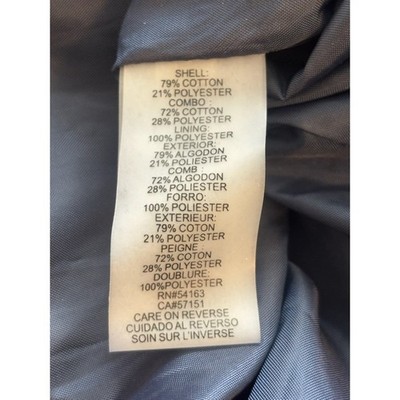 SHELL:
79% COTTON
21% POLYESTER
COMBO :
72% COTTON
28% POLYESTER
LINING:
100% POLYESTER
EXTERIOR:
79% ALGODON
21% POLIESTER
COMB :
72% ALGODON
28% POLIESTER
FORRO:
100% POLIESTER
EXTERIEUR:
79% COTON
21% POLYESTER
PEIGNE :
72% COTON
28% POLYESTER
DOUBLURE:
100%POLYESTER
RN#54163
CA#57151
CARE ON REVERSE
CUIDADO AL REVERSO
SOIN SUR L'INVERSE